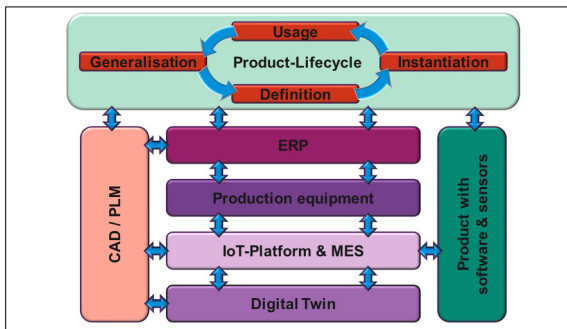 Usage
Generalisation
Product-Lifecycle
Instantiation
Definition
CAD / PLM
ERP
Production equipment
IoT-Platform & MES
Digital Twin
Product with
software & sensors